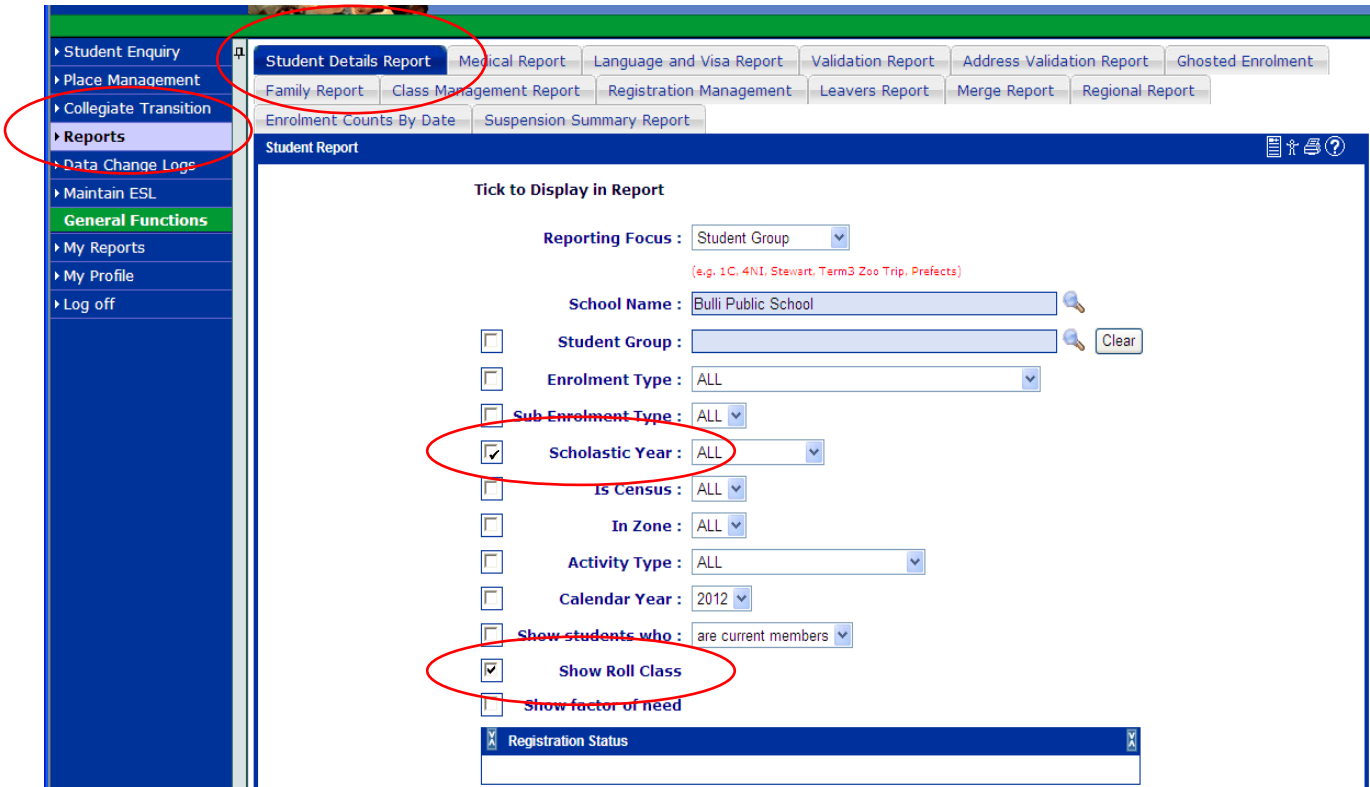 Student Enquiry
Place Management
Collegiate Transition
Reports
Data Change Logs
Maintain ESL
General Functions
My Reports
My Profile
Log off
Student Details Report Medical Report Language and Visa Report Validation Report Address Validation Report Ghosted Enrolment
Family Report Class Management Report Registration Management Leavers Report Merge Report Regional Report
Enrolment Counts By Date Suspension Summary Report
Student Report
Tick to Display in Report
Reporting Focus : Student Group
(e.g. 1C, 4NI, Stewart, Term3 Zoo Trip, Prefects)
School Name : Bulli Public School
Student Group : Clear
Enrolment Type : ALL
Sub Enrolment Type : ALL
Scholastic Year : ALL
Is Census : ALL
In Zone : ALL
Activity Type : ALL
Calendar Year : 2012
Show students who : are current members
Show Roll Class
Show factor of need
Registration Status